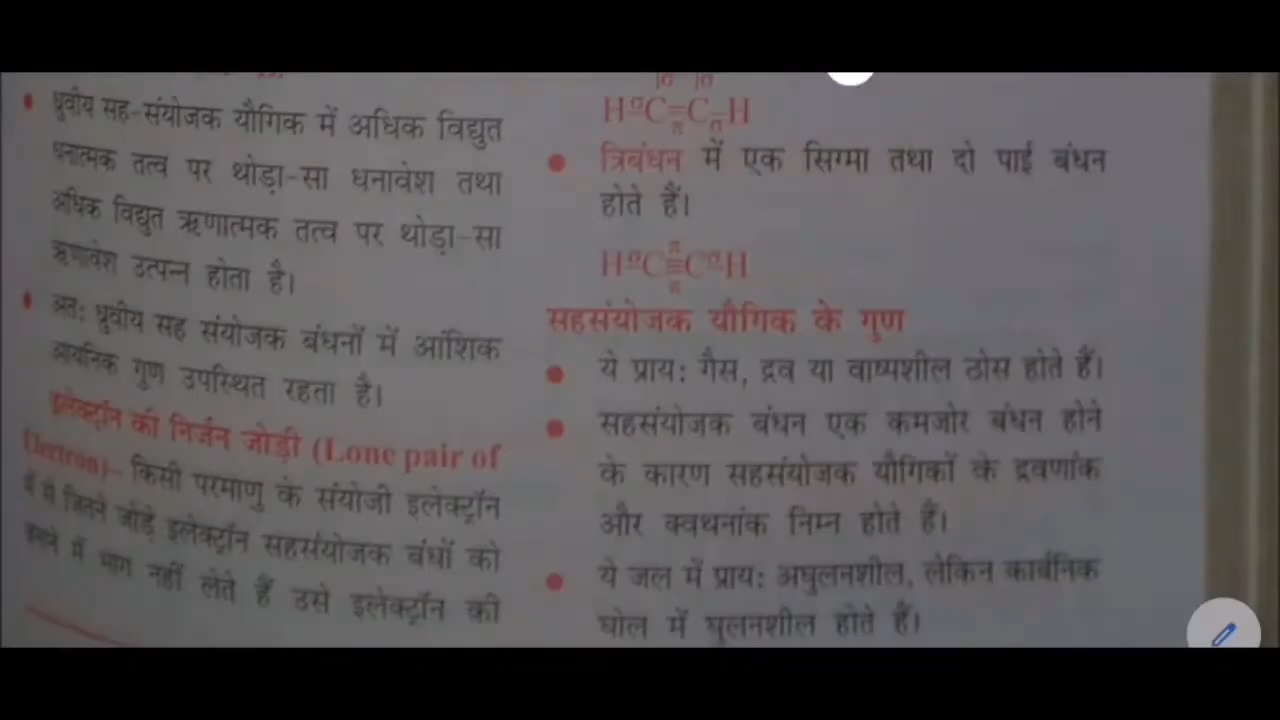 ध्रुवीय सह-संयोजक यौगिक में अधिक विद्युत
धनात्मक तत्व पर थोड़ा-सा धनावेश तथा
अधिक विद्युत ऋणात्मक तत्व पर थोड़ा-सा
ऋणावेश उत्पन्न होता है।
अतः ध्रुवीय सह संयोजक बंधनों में आंशिक
आयनिक गुण उपस्थित रहता है।
इलेक्ट्रॉन की निर्जन जोड़ी (Lone pair of
Electron)– किसी परमाणु के संयोजी इलेक्ट्रॉन
में से जितने जोड़े इलेक्ट्रॉन सहसंयोजक बंधों को
बनाने में भाग नहीं लेते हैं उसे इलेक्ट्रॉन की
|σ |σ
HσC=C–H
π σ
त्रिबंधन में एक सिग्मा तथा दो पाई बंधन
होते हैं।
π
HσC≡CσH
π
सहसंयोजक यौगिक के गुण
ये प्रायः गैस, द्रव या वाष्पशील ठोस होते हैं।
सहसंयोजक बंधन एक कमजोर बंधन होने
के कारण सहसंयोजक यौगिकों के द्रवणांक
और क्वथनांक निम्न होते हैं।
ये जल में प्रायः अघुलनशील, लेकिन कार्बनिक
घोल में घुलनशील होते हैं।